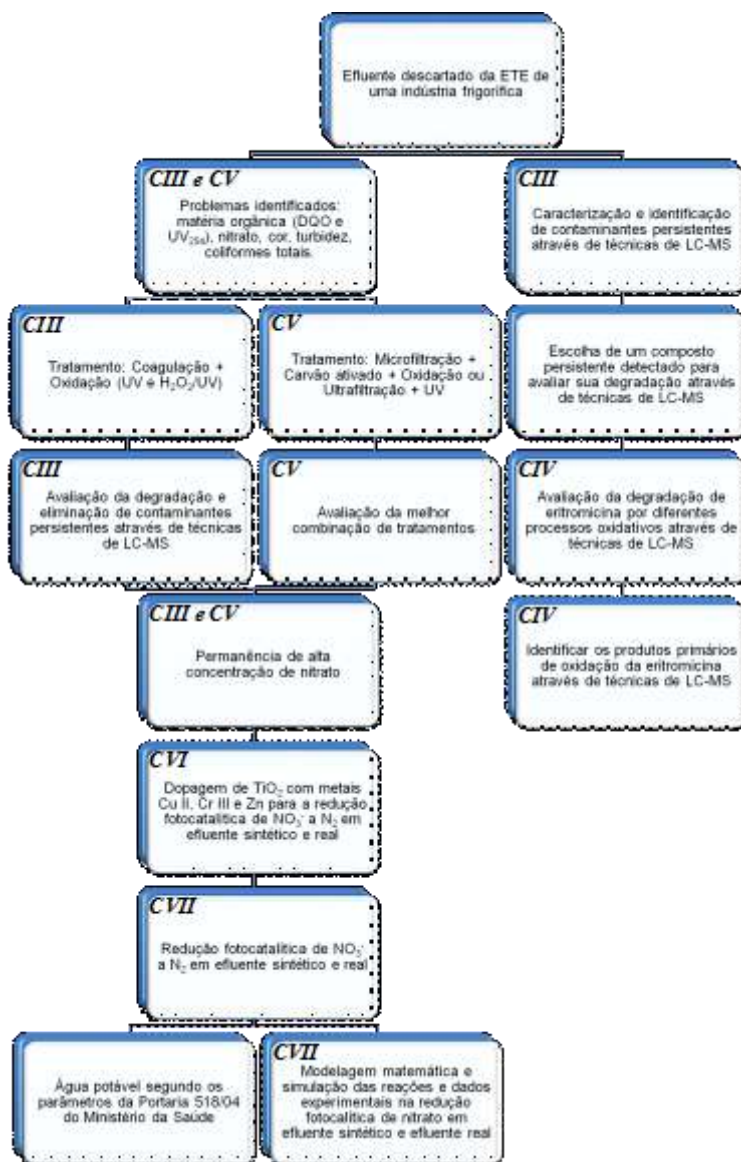 Efluente descartado da ETE de
uma indústria frigorífica
CIII e CV
Problemas identificados:
matéria orgânica (DQO e
UV₂₅₄), nitrato, cor, turbidez,
coliformes totais.
CIII
Caracterização e identificação
de contaminantes persistentes
através de técnicas de LC-MS
CIII
Tratamento: Coagulação +
Oxidação (UV e H₂O₂/UV)
CV
Tratamento: Microfiltração +
Carvão ativado + Oxidação ou
Ultrafiltração + UV
Escolha de um composto
persistente detectado para
avaliar sua degradação através
de técnicas de LC-MS
CIII
Avaliação da degradação e
eliminação de contaminantes
persistentes através de técnicas
de LC-MS
CV
Avaliação da melhor
combinação de tratamentos
CIV
Avaliação da degradação de
eritromicina por diferentes
processos oxidativos através de
técnicas de LC-MS
CIII e CV
Permanência de alta
concentração de nitrato
CIV
Identificar os produtos primários
de oxidação da eritromicina
através de técnicas de LC-MS
CVI
Dopagem de TiO₂ com metais
Cu II, Cr III e Zn para a redução
fotocatalítica de NO₃⁻ a N₂ em
efluente sintético e real
CVII
Redução fotocatalítica de NO₃⁻
a N₂ em efluente sintético e real
Água potável segundo os
parâmetros da Portaria 518/04
do Ministério da Saúde
CVII
Modelagem matemática e
simulação das reações e dados
experimentais na redução
fotocalítica de nitrato em
efluente sintético e efluente real